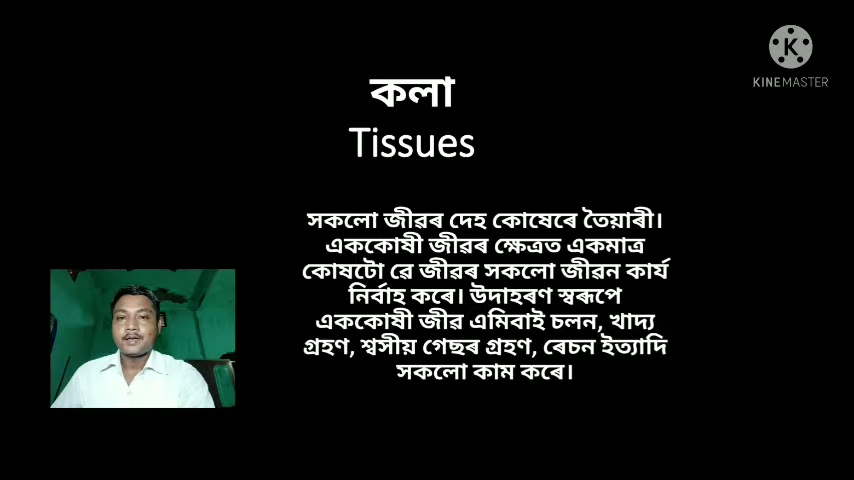 কলা
Tissues
সকলো জীৱৰ দেহ কোষেৰে তৈয়াৰী।
এককোষী জীৱৰ ক্ষেত্ৰত একমাত্ৰ
কোষটো ৱে জীৱৰ সকলো জীৱন কাৰ্য
নিৰ্বাহ কৰে। উদাহৰণ স্বৰূপে
এককোষী জীৱ এমিবাই চলন, খাদ্য
গ্ৰহণ, শ্বসীয় গেছৰ গ্ৰহণ, ৰেচন ইত্যাদি
সকলো কাম কৰে।
KINEMASTER